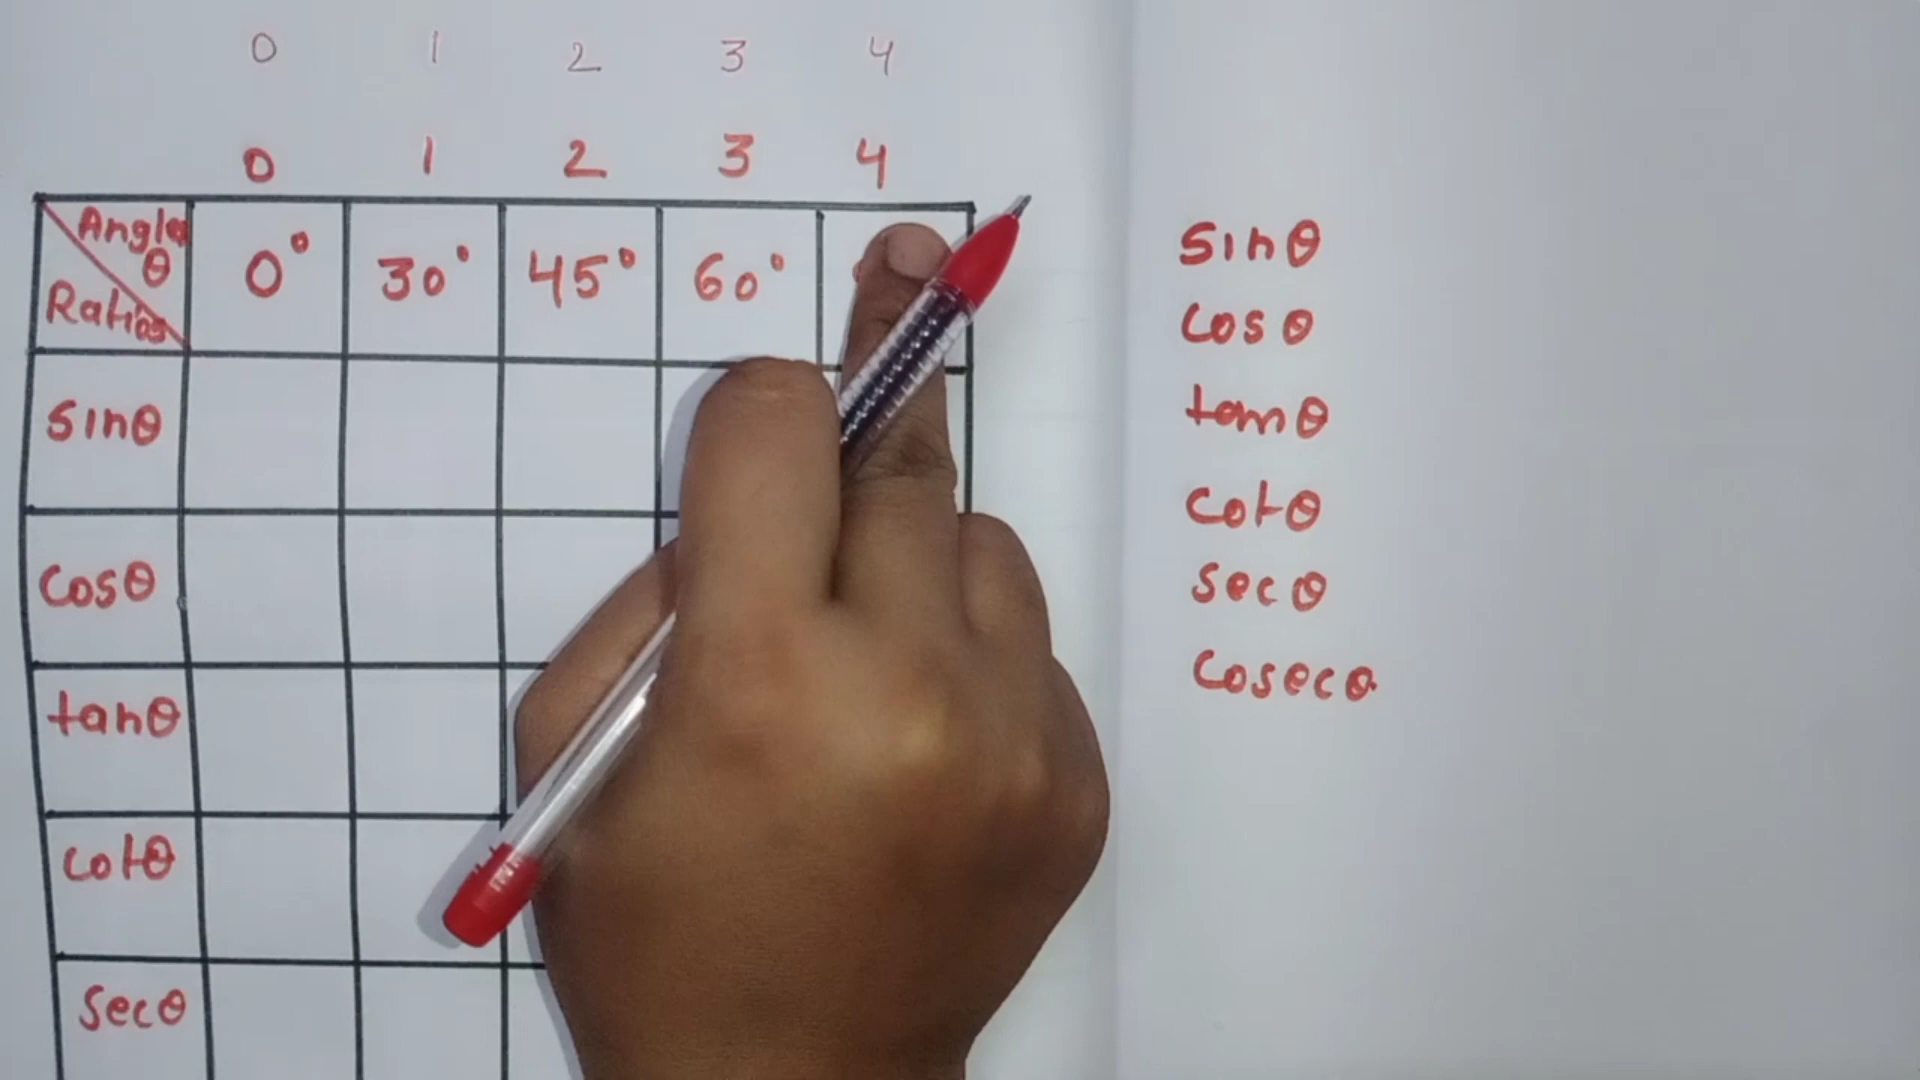 0 1 2 3 4
0 1 2 3 4
Angle θ Ratios 0° 30° 45° 60°
sinθ
cosθ
tanθ
cotθ
secθ
sinθ
cosθ
tanθ
cotθ
secθ
cosecθ